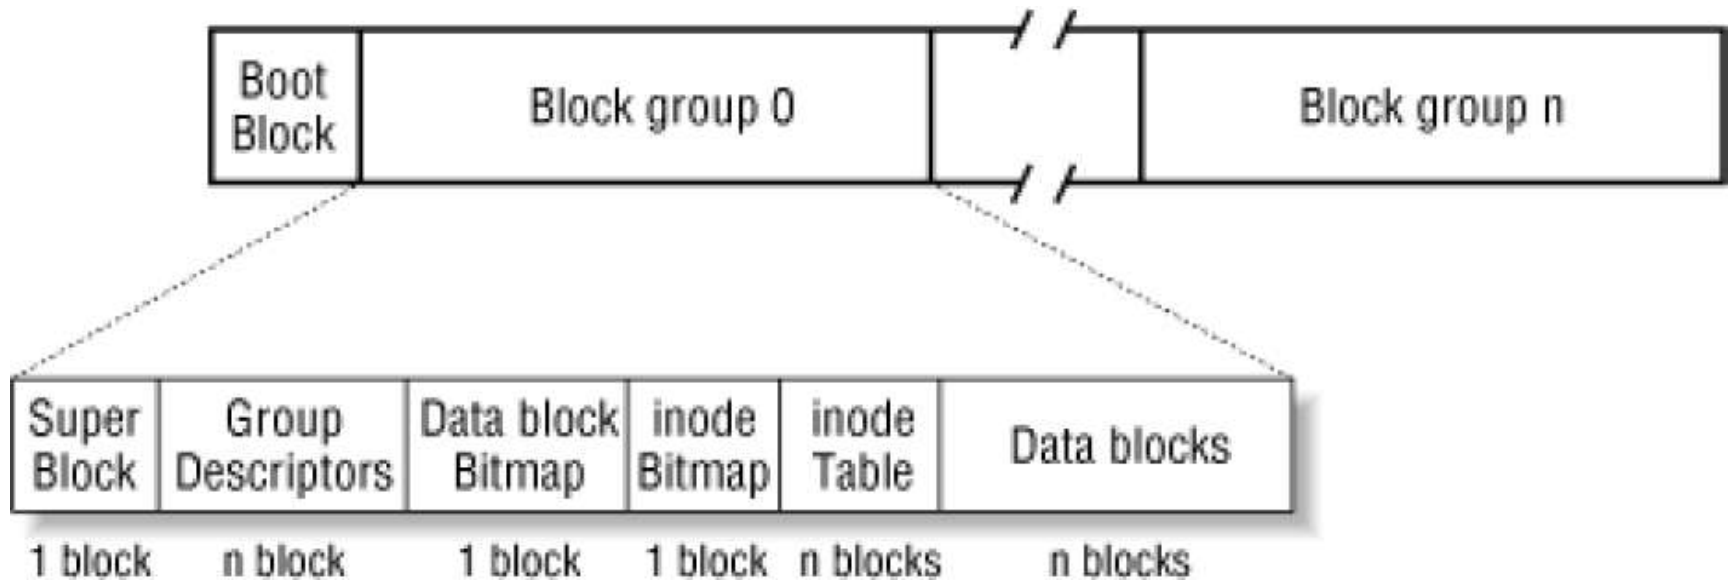 Boot
Block
Block group 0
Block group n
Super
Block
Group
Descriptors
Data block
Bitmap
inode
Bitmap
inode
Table
Data blocks
1 block
n block
1 block
1 block
n blocks
n blocks